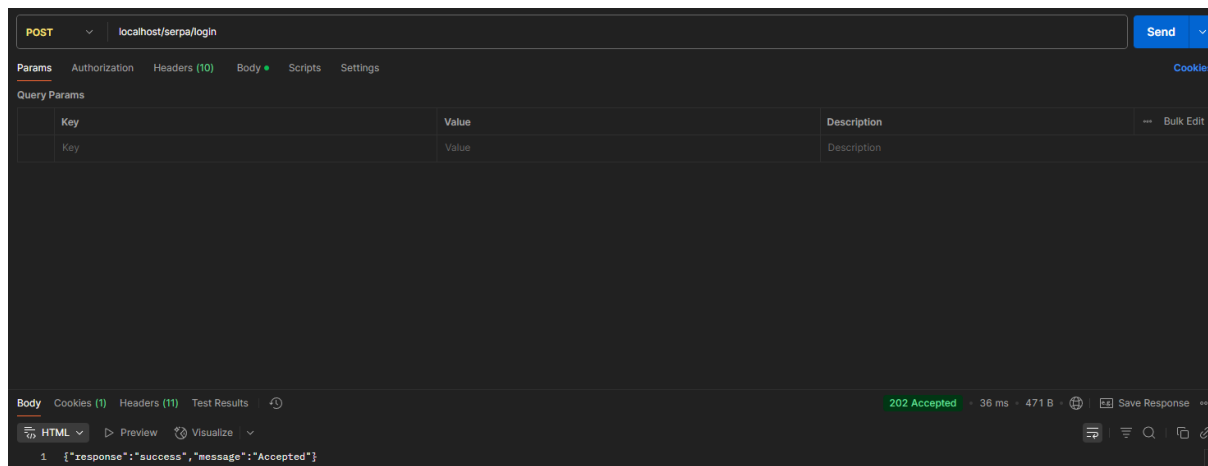 POST localhost/serpa/login Send
Params Authorization Headers (10) Body Scripts Settings Cookies
Query Params
Key Value Description Bulk Edit
Key Value Description
Body Cookies (1) Headers (11) Test Results 202 Accepted 36 ms 471 B Save Response
HTML Preview Visualize
1 {"response":"success","message":"Accepted"}